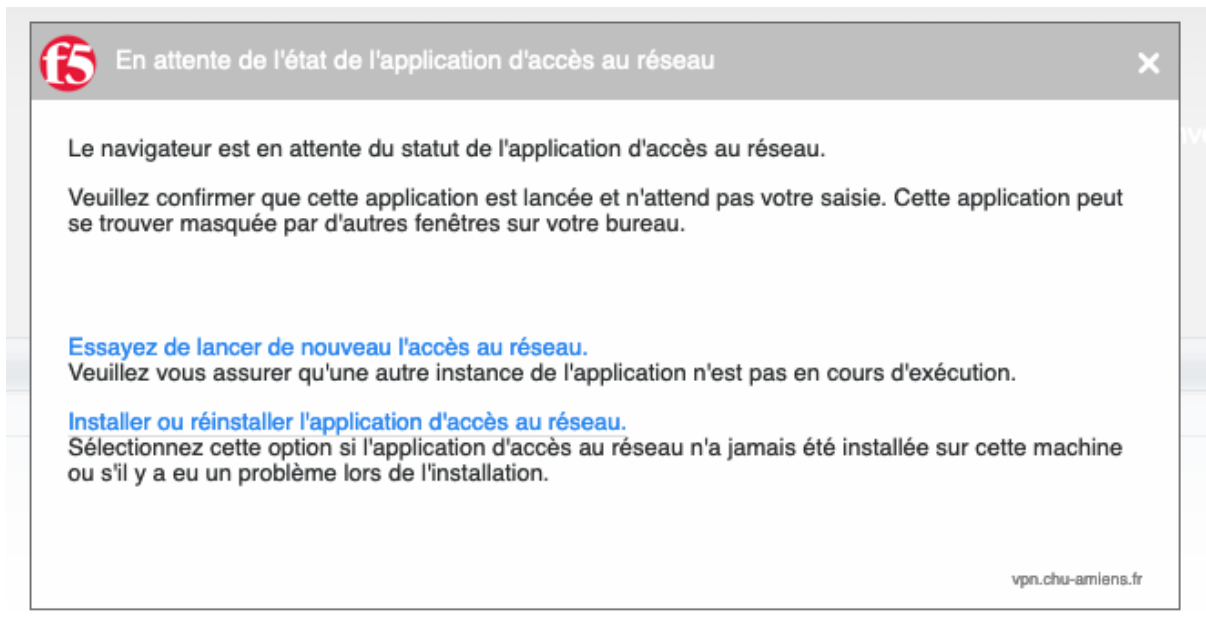 f5 En attente de l'état de l'application d'accès au réseau
Le navigateur est en attente du statut de l'application d'accès au réseau.
Veuillez confirmer que cette application est lancée et n'attend pas votre saisie. Cette application peut
se trouver masquée par d'autres fenêtres sur votre bureau.
Essayez de lancer de nouveau l'accès au réseau.
Veuillez vous assurer qu'une autre instance de l'application n'est pas en cours d'exécution.
Installer ou réinstaller l'application d'accès au réseau.
Sélectionnez cette option si l'application d'accès au réseau n'a jamais été installée sur cette machine
ou s'il y a eu un problème lors de l'installation.
vpn.chu-amiens.fr